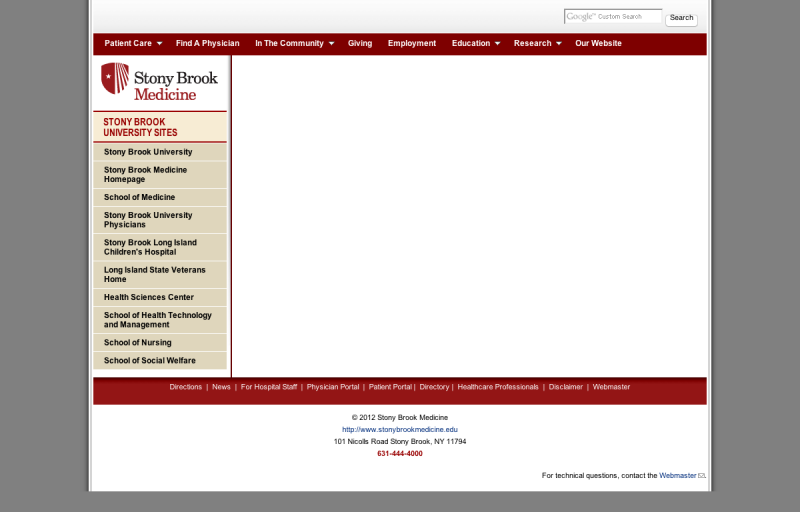 Google™ Custom Search
Search
Patient Care Find A Physician In The Community Giving Employment Education Research Our Website
Stony Brook
Medicine
STONY BROOK
UNIVERSITY SITES
Stony Brook University
Stony Brook Medicine
Homepage
School of Medicine
Stony Brook University
Physicians
Stony Brook Long Island
Children's Hospital
Long Island State Veterans
Home
Health Sciences Center
School of Health Technology
and Management
School of Nursing
School of Social Welfare
Directions | News | For Hospital Staff | Physician Portal | Patient Portal | Directory | Healthcare Professionals | Disclaimer | Webmaster
© 2012 Stony Brook Medicine
http://www.stonybrookmedicine.edu
101 Nicolls Road Stony Brook, NY 11794
631-444-4000
For technical questions, contact the Webmaster.